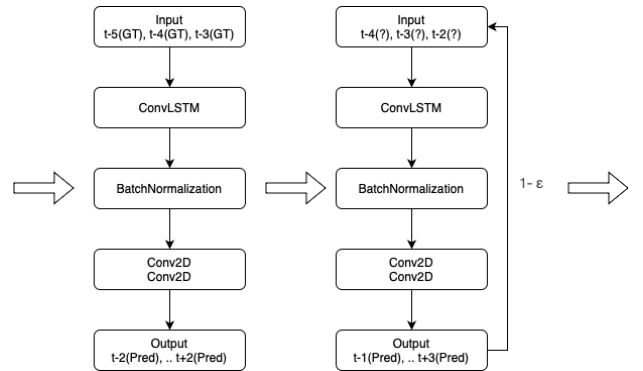 Input
t-5(GT), t-4(GT), t-3(GT)
ConvLSTM
BatchNormalization
Conv2D
Conv2D
Output
t-2(Pred), .. t+2(Pred)
Input
t-4(?), t-3(?), t-2(?)
ConvLSTM
BatchNormalization
Conv2D
Conv2D
Output
t-1(Pred), .. t+3(Pred)
1- ε